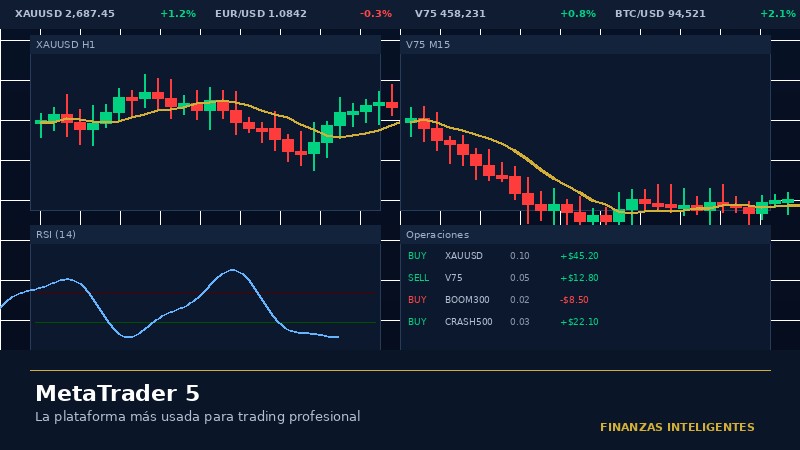 XAUUSD 2,687.45 +1.2% EUR/USD 1.0842 -0.3% V75 458,231 +0.8% BTC/USD 94,521 +2.1%
XAUUSD H1
V75 M15
RSI (14)
Operaciones
BUY XAUUSD 0.10 +$45.20
SELL V75 0.05 +$12.80
BUY BOOM300 0.02 -$8.50
BUY CRASH500 0.03 +$22.10
MetaTrader 5
La plataforma más usada para trading profesional
FINANZAS INTELIGENTES